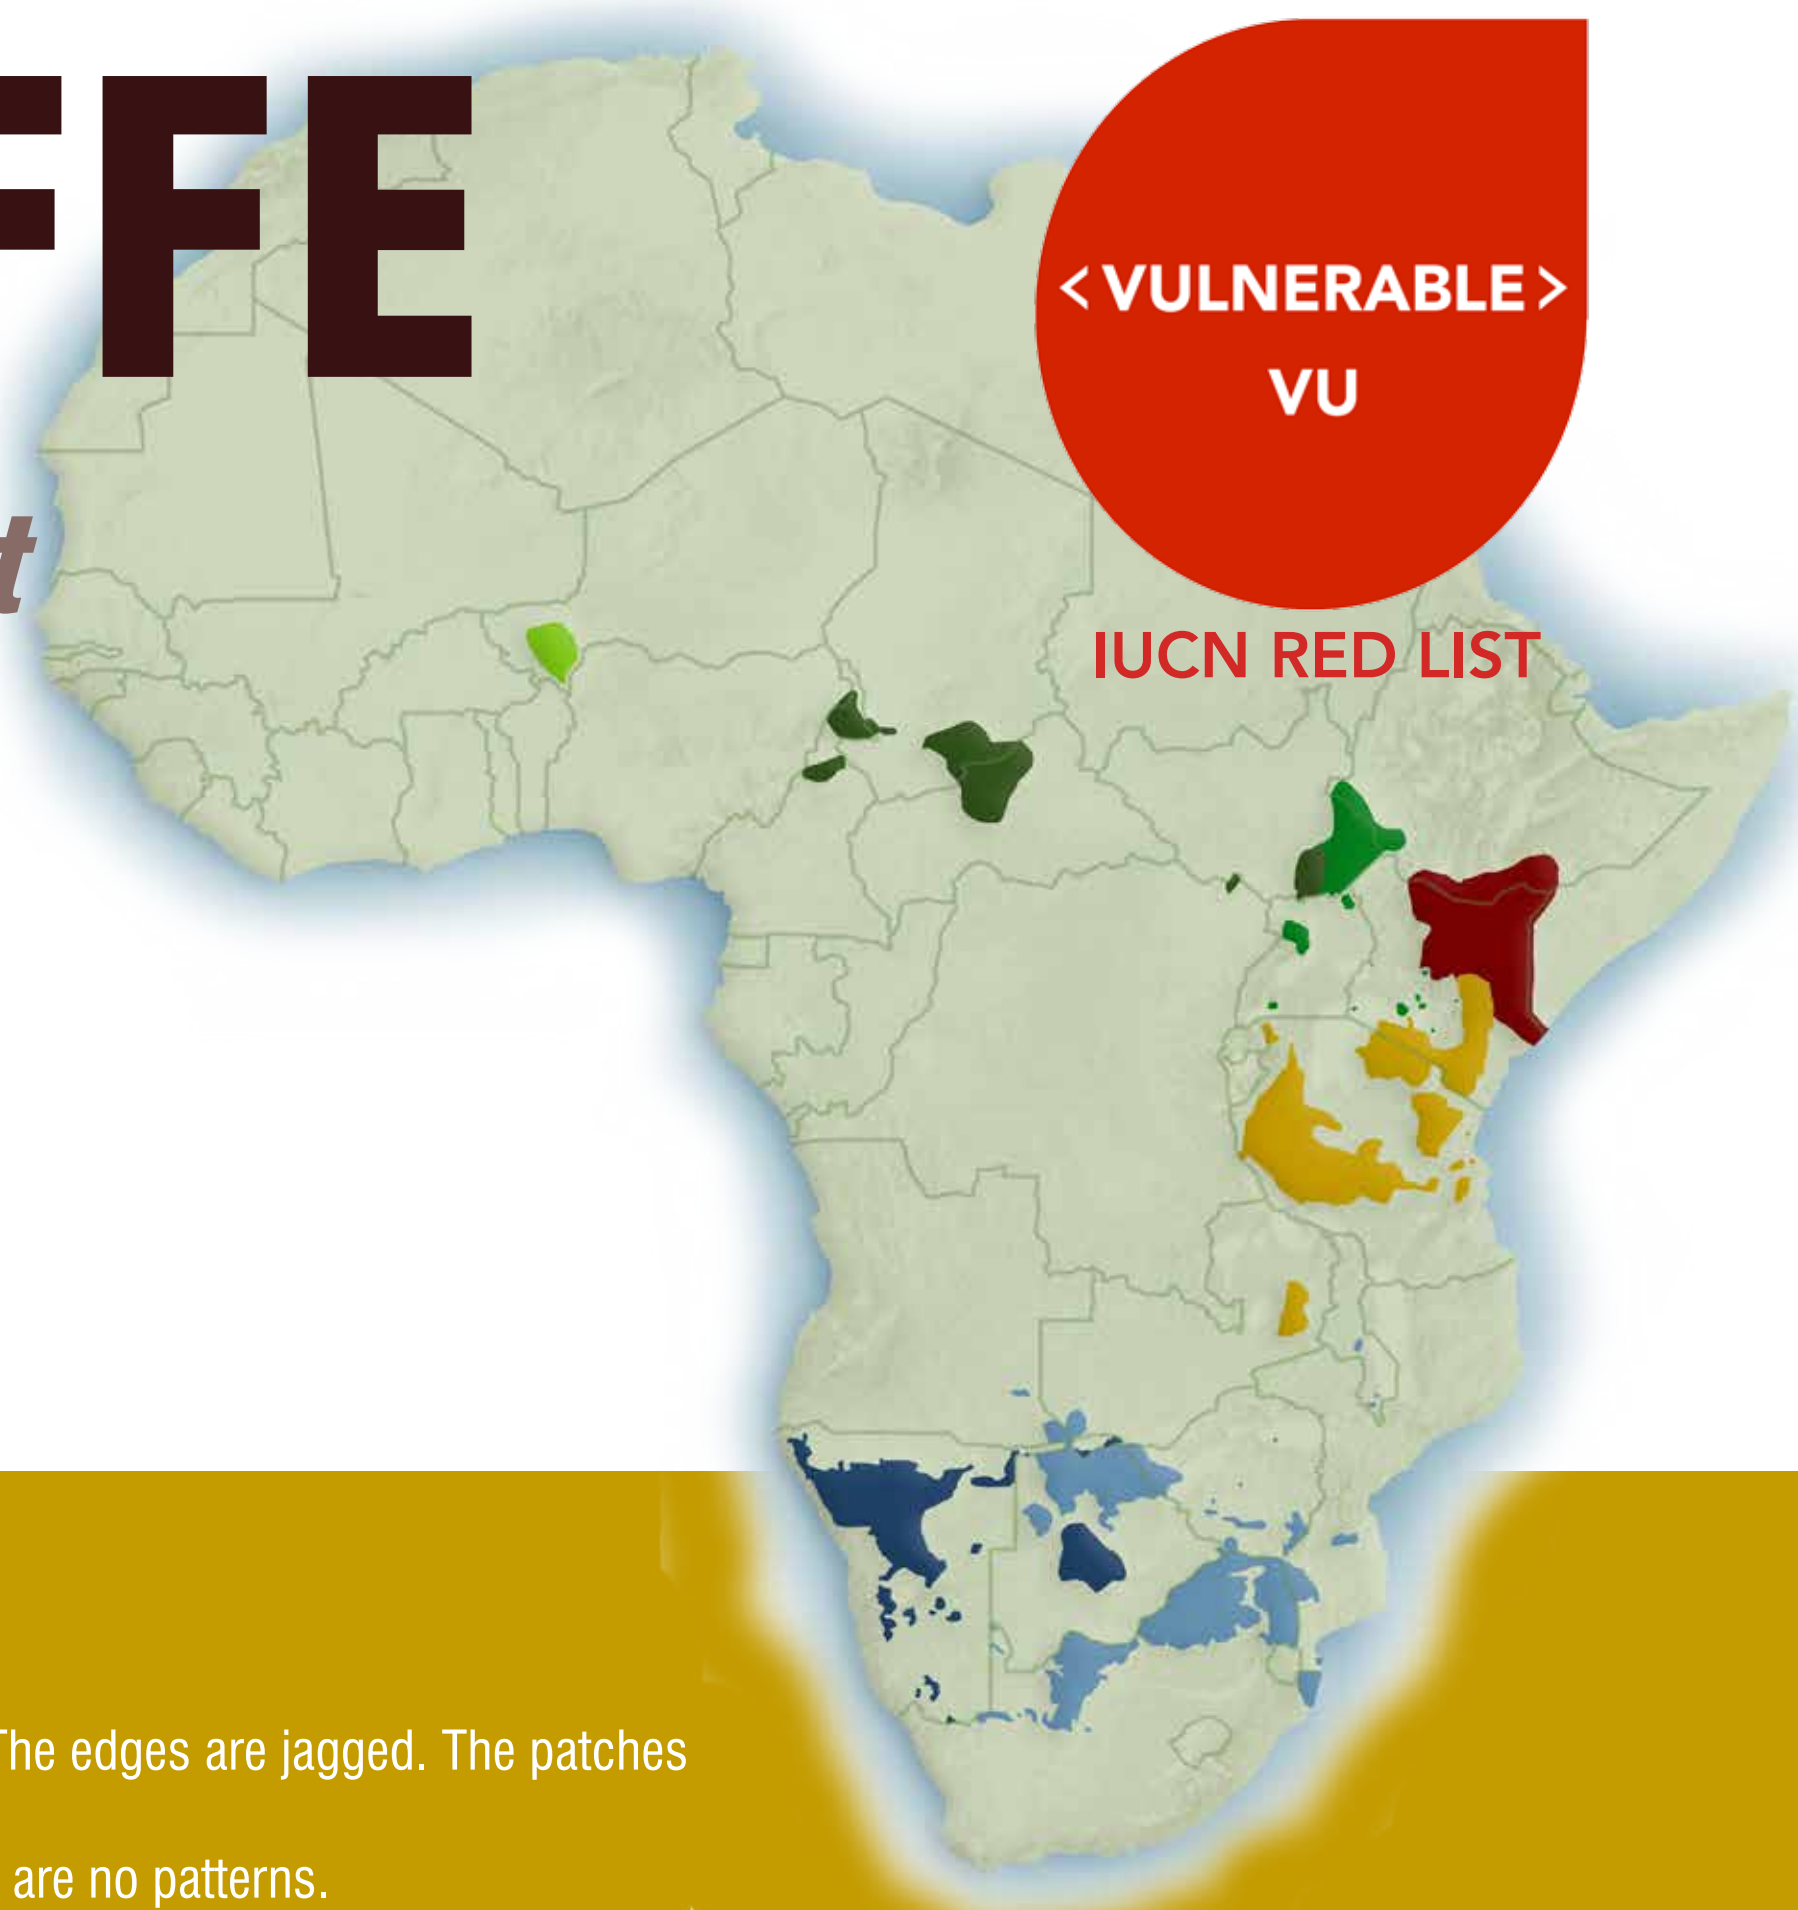 FFE
< VULNERABLE >
VU
t
IUCN RED LIST
The edges are jagged. The patches
are no patterns.